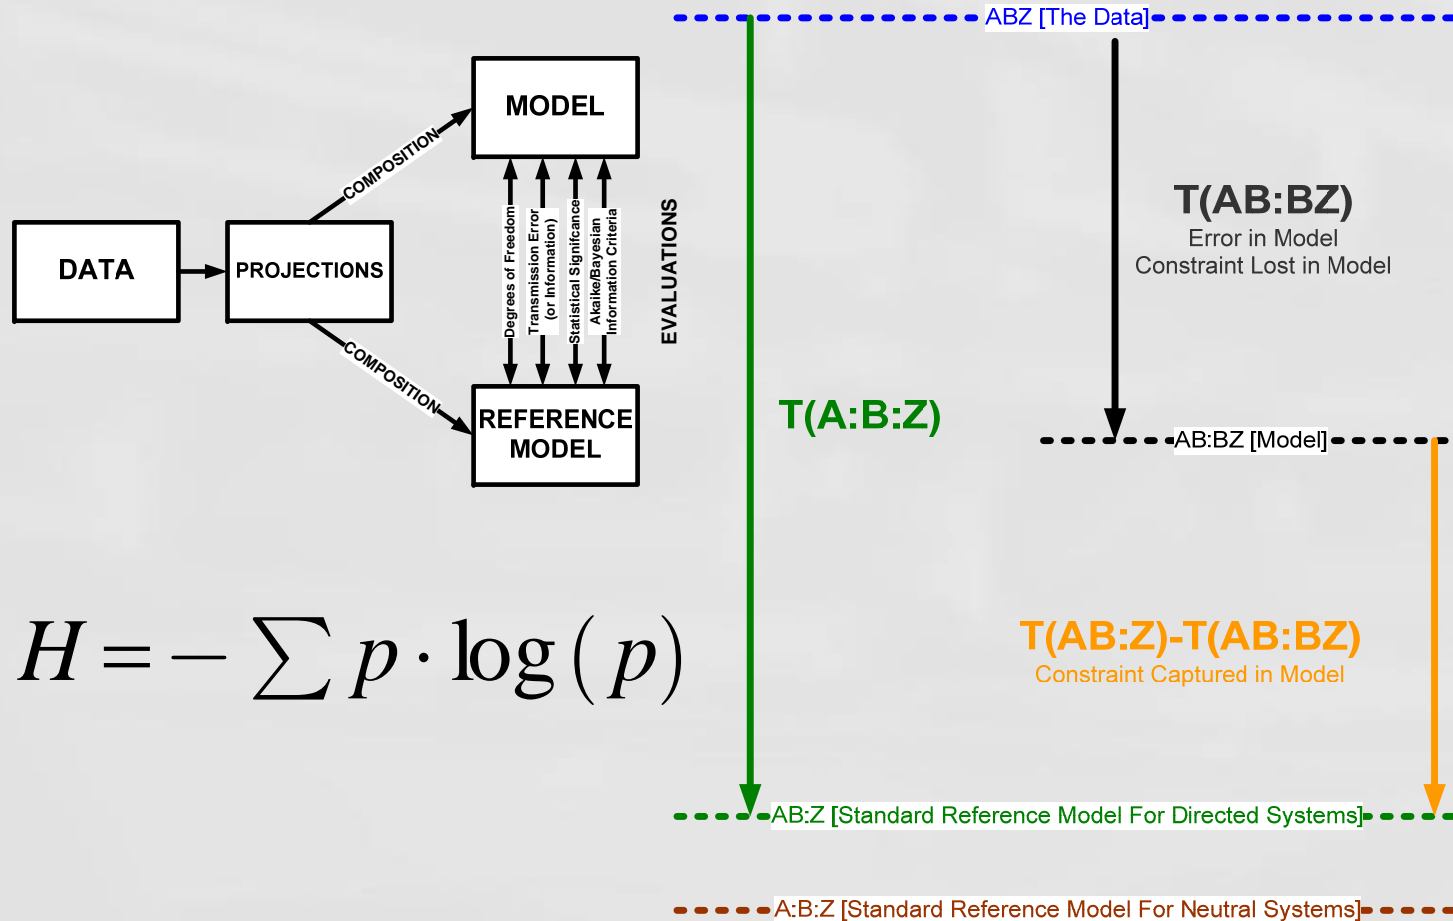 ABZ [The Data]
MODEL
COMPOSITION
DATA
PROJECTIONS
Degrees of Freedom
Transmission Error
(or Information)
Statistical Signifcance
Akaike/Bayesian
Information Criteria
EVALUATIONS
COMPOSITION
REFERENCE
MODEL
T(AB:BZ)
Error in Model
Constraint Lost in Model
T(A:B:Z)
AB:BZ [Model]
H = − ∑ p · log ( p )
T(AB:Z)-T(AB:BZ)
Constraint Captured in Model
AB:Z [Standard Reference Model For Directed Systems]
A:B:Z [Standard Reference Model For Neutral Systems]